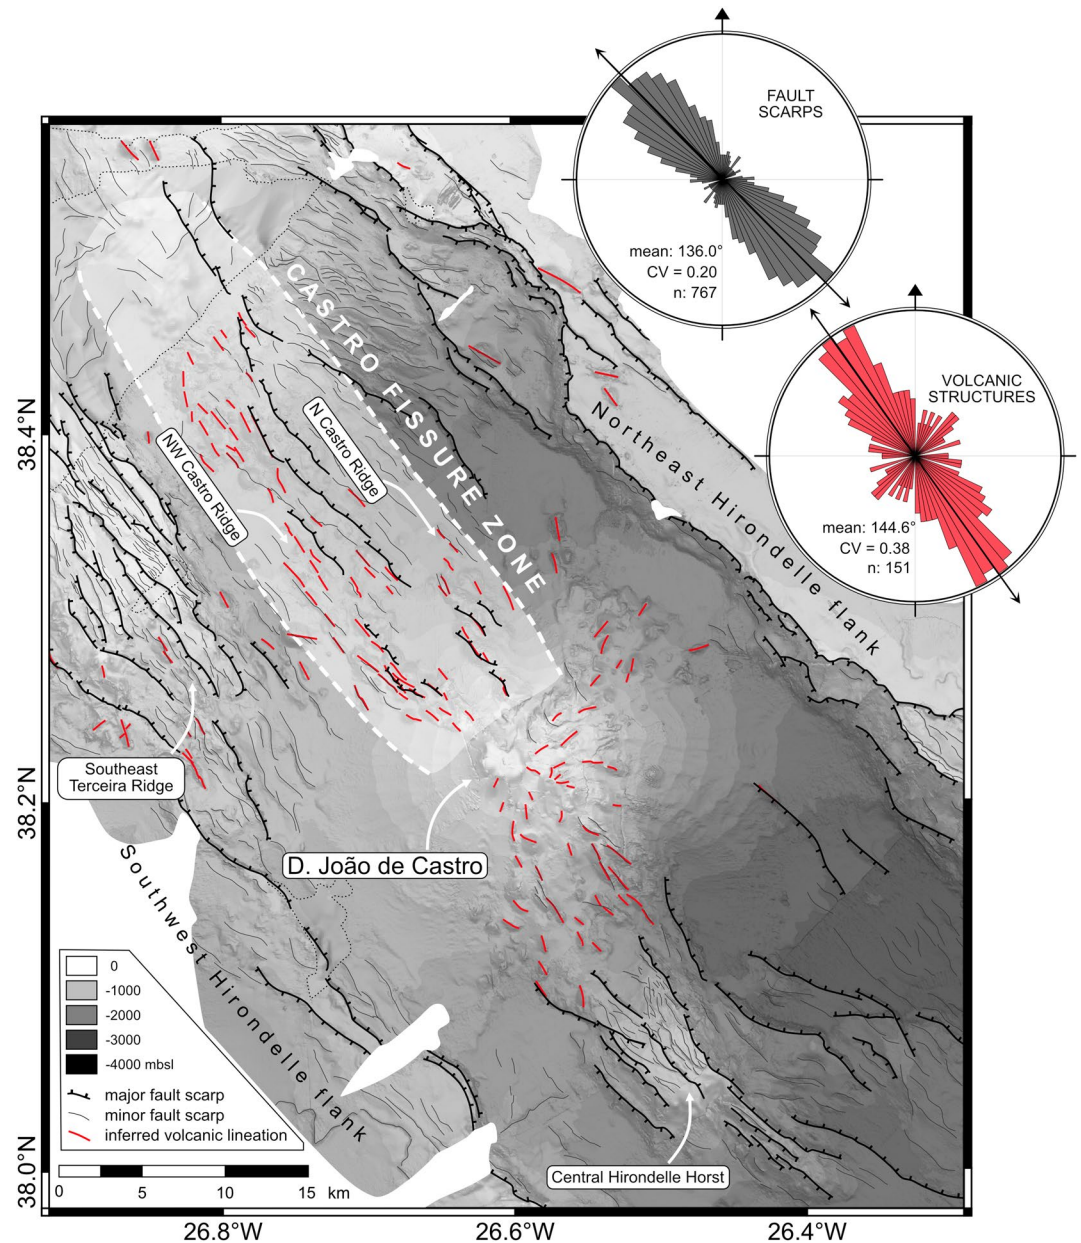 FAULT
SCARPS
mean: 136.0°
CV = 0.20
n: 767
VOLCANIC
STRUCTURES
mean: 144.6°
CV = 0.38
n: 151
CASTRO FISSURE ZONE
N Castro Ridge
NW Castro Ridge
Northeast Hirondelle flank
Southeast
Terceira Ridge
D. João de Castro
Southwest Hirondelle flank
Central Hirondelle Horst
0
-1000
-2000
-3000
-4000 mbsl
major fault scarp
minor fault scarp
inferred volcanic lineation
0 5 10 15 km
38.4°N
38.2°N
38.0°N
26.8°W 26.6°W 26.4°W